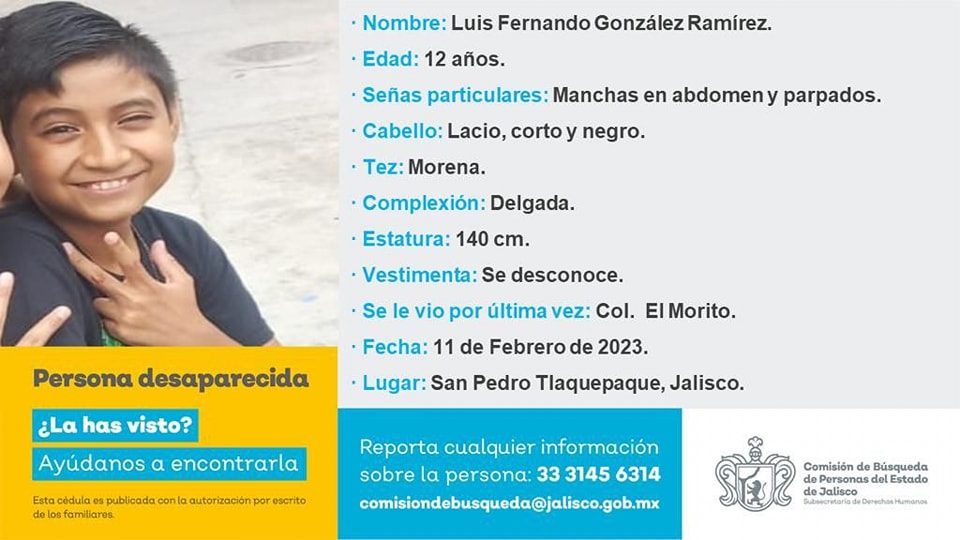 · Nombre: Luis Fernando González Ramírez.
· Edad: 12 años.
· Señas particulares: Manchas en abdomen y parpados.
· Cabello: Lacio, corto y negro.
· Tez: Morena.
· Complexión: Delgada.
· Estatura: 140 cm.
· Vestimenta: Se desconoce.
· Se le vio por última vez: Col. El Morito.
· Fecha: 11 de Febrero de 2023.
· Lugar: San Pedro Tlaquepaque, Jalisco.
Persona desaparecida
¿La has visto?
Ayúdanos a encontrarla
Esta cédula es publicada con la autorización por escrito
de los familiares.
Reporta cualquier información
sobre la persona: 33 3145 6314
comisiondebusqueda@jalisco.gob.mx
Comisión de Búsqueda
de Personas del Estado
de Jalisco
Subsecretaría de Derechos Humanos